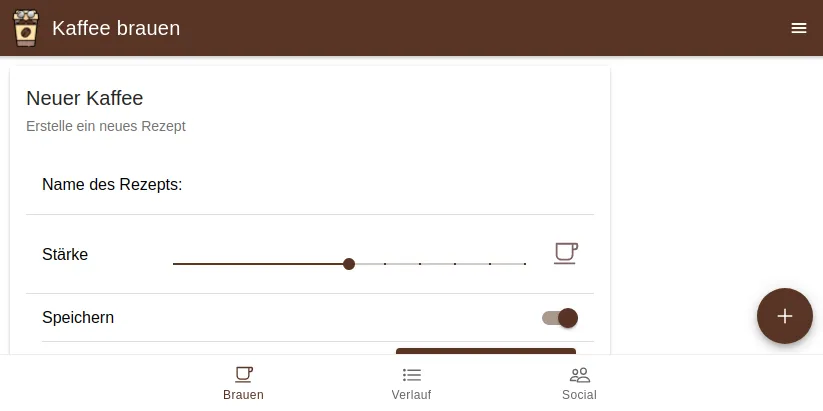 Kaffee brauen
Neuer Kaffee
Erstelle ein neues Rezept
Name des Rezepts:
Stärke
Speichern
Brauen
Verlauf
Social